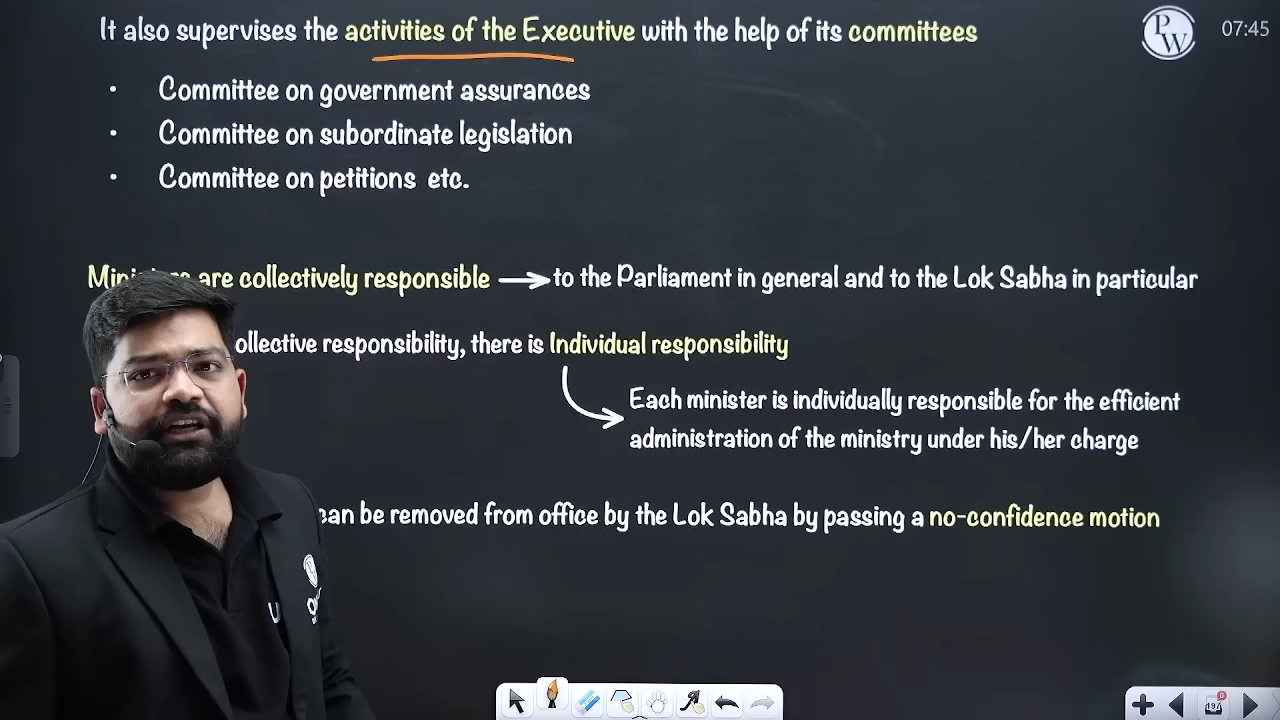 It also supervises the activities of the Executive with the help of its committees
PW
07:45
• Committee on government assurances
• Committee on subordinate legislation
• Committee on petitions etc.
Ministers are collectively responsible → to the Parliament in general and to the Lok Sabha in particular
ollective responsibility, there is Individual responsibility
Each minister is individually responsible for the efficient
administration of the ministry under his/her charge
can be removed from office by the Lok Sabha by passing a no-confidence motion
197